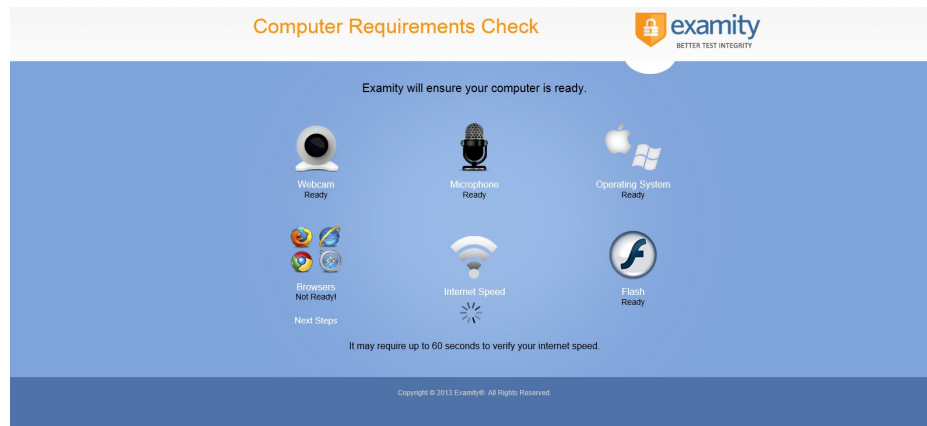 Computer Requirements Check
examity
BETTER TEST INTEGRITY
Examity will ensure your computer is ready.
Webcam
Ready
Microphone
Ready
Operating System
Ready
Browsers
Not Ready!
Next Steps
Internet Speed
Flash
Ready
It may require up to 60 seconds to verify your internet speed.
Copyright © 2013 Examity®. All Rights Reserved.